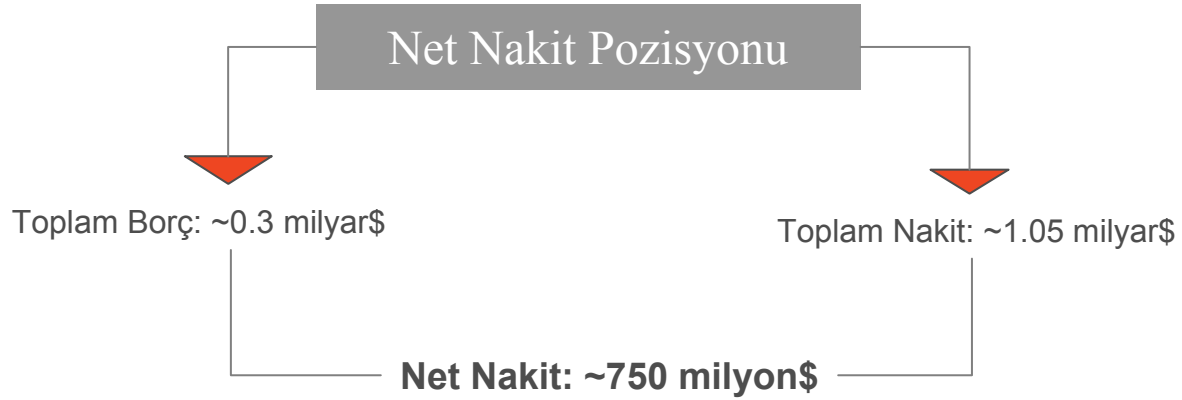 Net Nakit Pozisyonu
Toplam Borç: ~0.3 milyar$
Toplam Nakit: ~1.05 milyar$
Net Nakit: ~750 milyon$